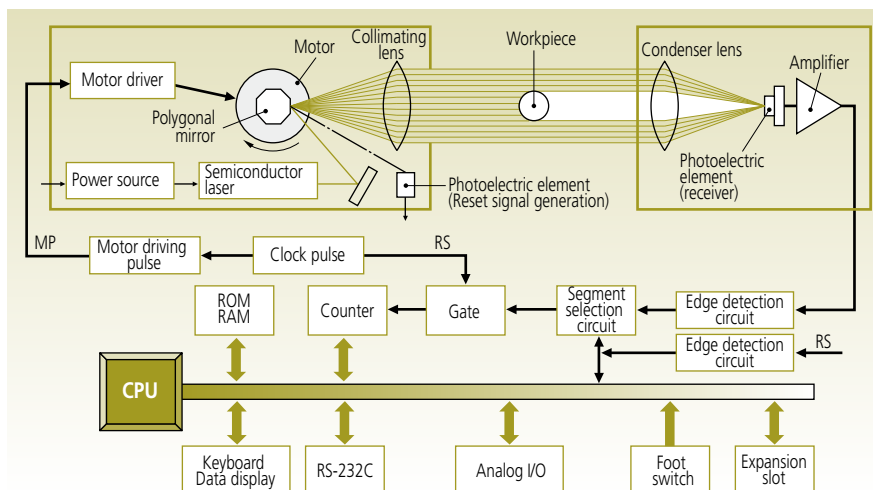 Motor
Collimating
lens
Workpiece
Condenser lens
Amplifier
Motor driver
Polygonal
mirror
Power source
Semiconductor
laser
Photoelectric element
(Reset signal generation)
Photoelectric
element
(receiver)
MP
Motor driving
pulse
Clock pulse
RS
ROM
RAM
Counter
Gate
Segment
selection
circuit
Edge detection
circuit
Edge detection
circuit
RS
CPU
Keyboard
Data display
RS-232C
Analog I/O
Foot
switch
Expansion
slot